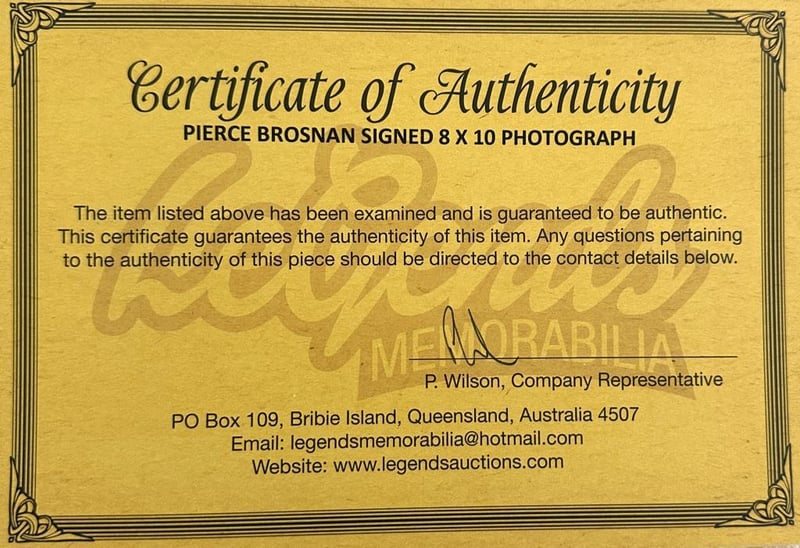 Certificate of Authenticity
PIERCE BROSNAN SIGNED 8 X 10 PHOTOGRAPH
The item listed above has been examined and is guaranteed to be authentic.
This certificate guarantees the authenticity of this item. Any questions pertaining
to the authenticity of this piece should be directed to the contact details below.
Legends
MEMORABILIA
P. Wilson, Company Representative
PO Box 109, Bribie Island, Queensland, Australia 4507
Email: legendsmemorabilia@hotmail.com
Website: www.legendsauctions.com